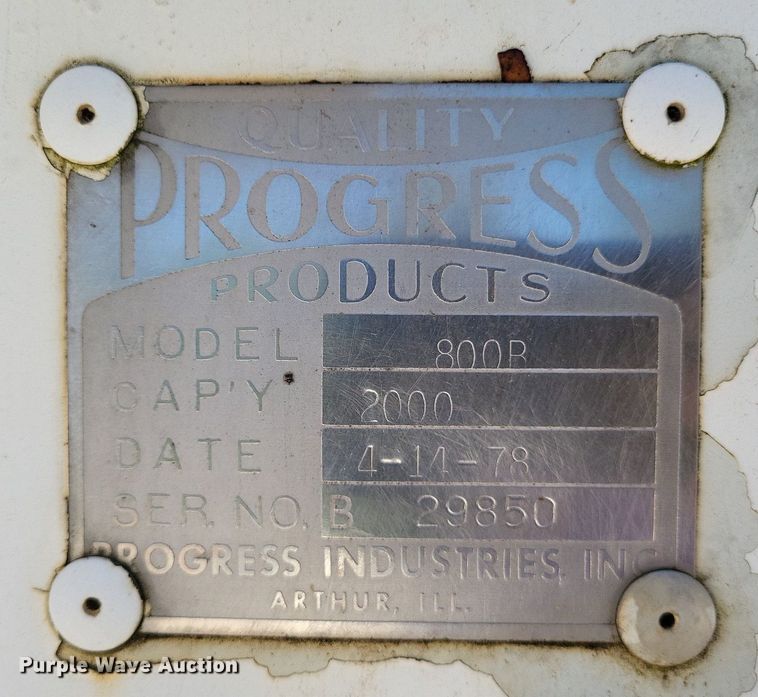 QUALITY
PROGRESS
PRODUCTS
MODEL 800B
CAP'Y 2000
DATE 4-14-78
SER. NO. B 29850
PROGRESS INDUSTRIES, INC
ARTHUR, ILL.
Purple Wave Auction